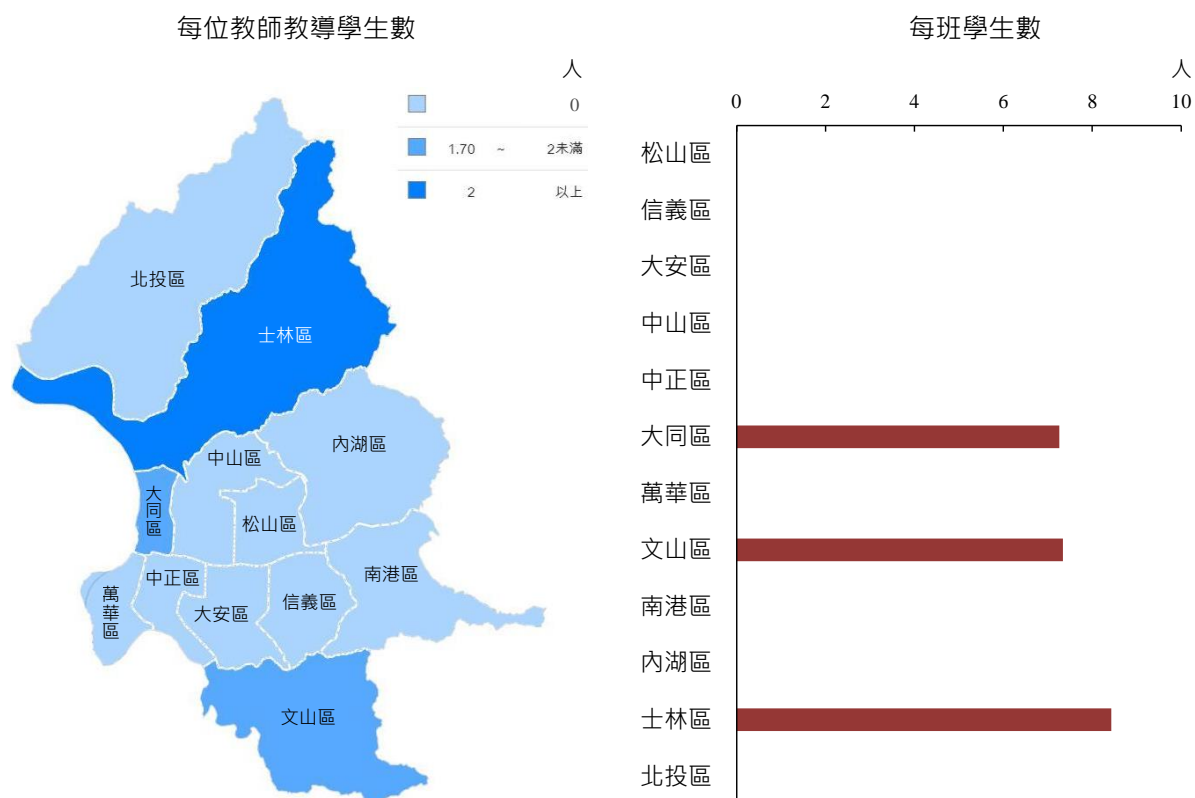 每位教師教導學生數
人
0
1.70 ~ 2未滿
2 以上
北投區
士林區
內湖區
中山區
大同區
松山區
南港區
中正區
萬華區
大安區
信義區
文山區
每班學生數
人
0 2 4 6 8 10
松山區
信義區
大安區
中山區
中正區
大同區
萬華區
文山區
南港區
內湖區
士林區
北投區